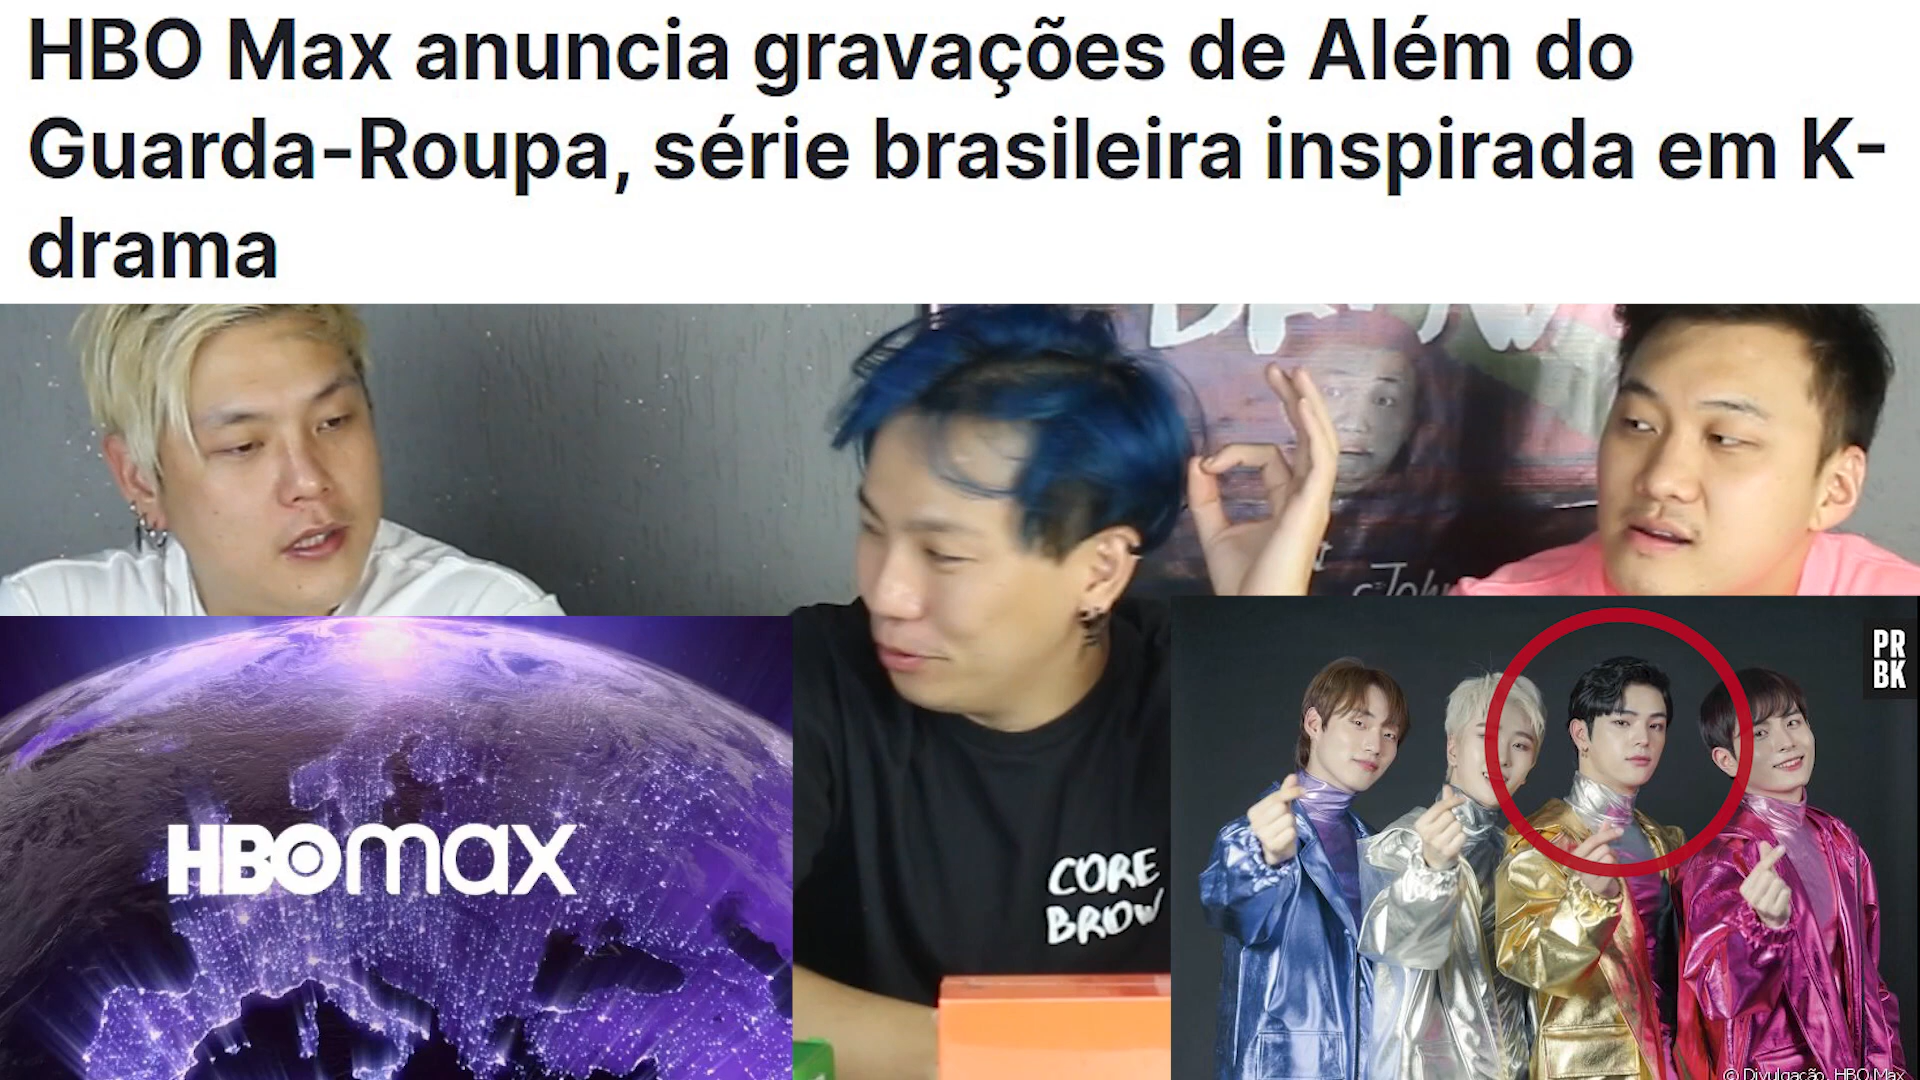 HBO Max anuncia gravações de Além do
Guarda-Roupa, série brasileira inspirada em K-
drama
HBOmax
CORE
BROW
PR
BK
© Divulgação, HBO Max